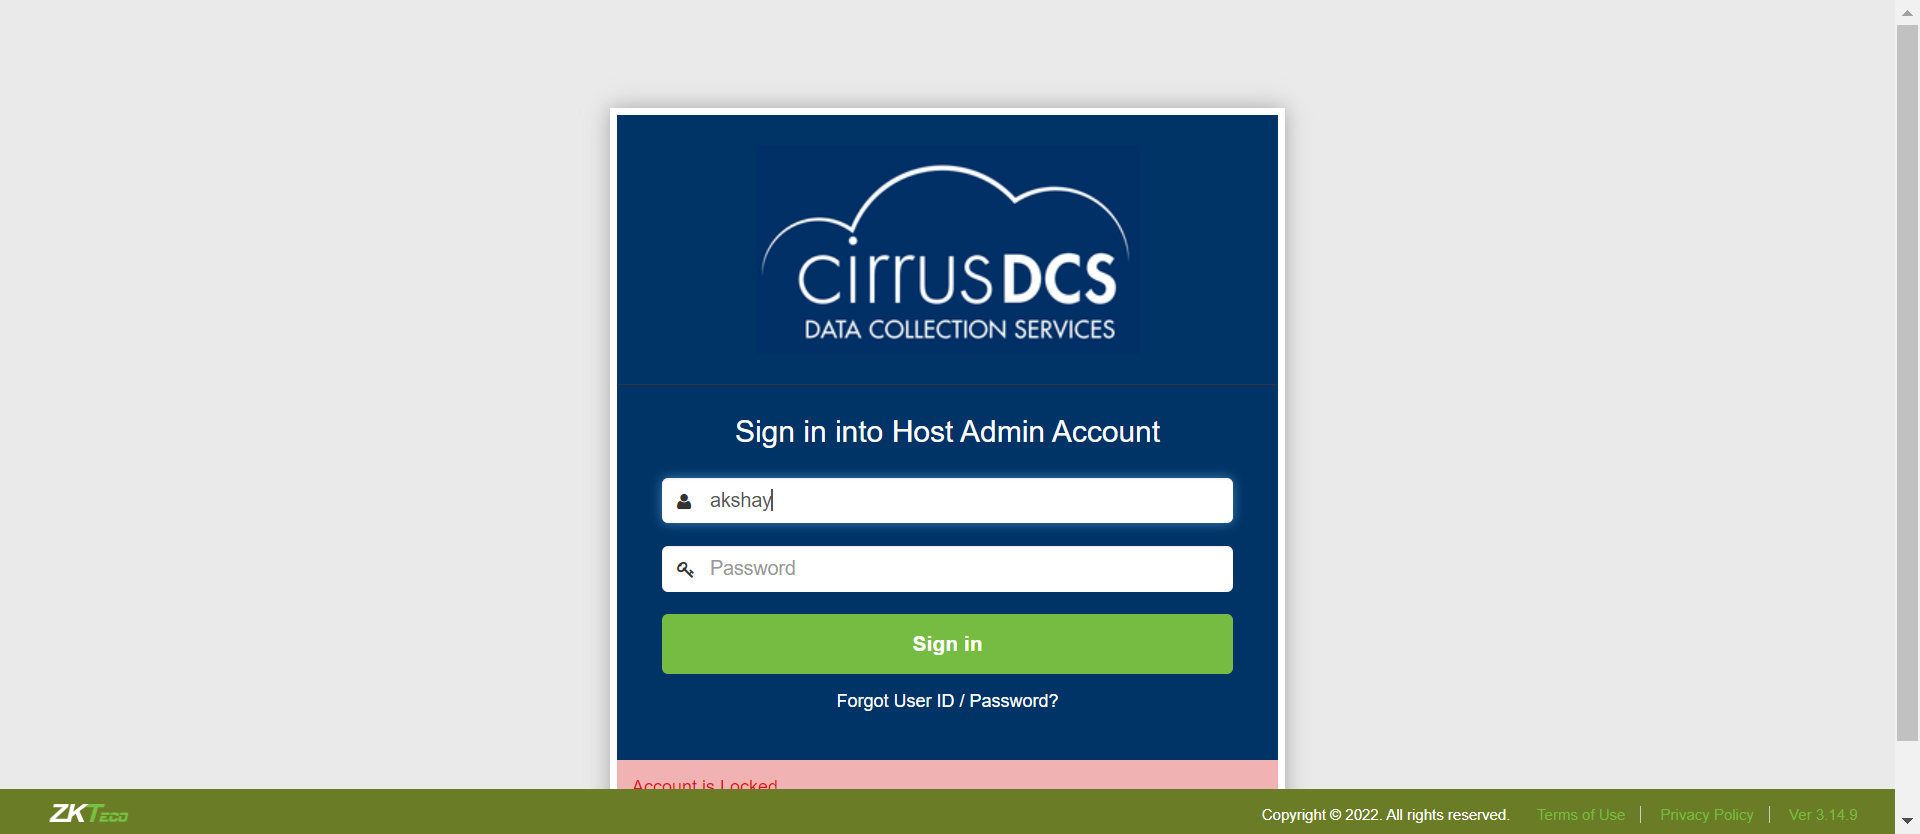 cirrusDCS
DATA COLLECTION SERVICES
Sign in into Host Admin Account
akshay
Password
Sign in
Forgot User ID / Password?
Account is Locked
ZKTeco
Copyright © 2022. All rights reserved. Terms of Use Privacy Policy Ver 3.14.9